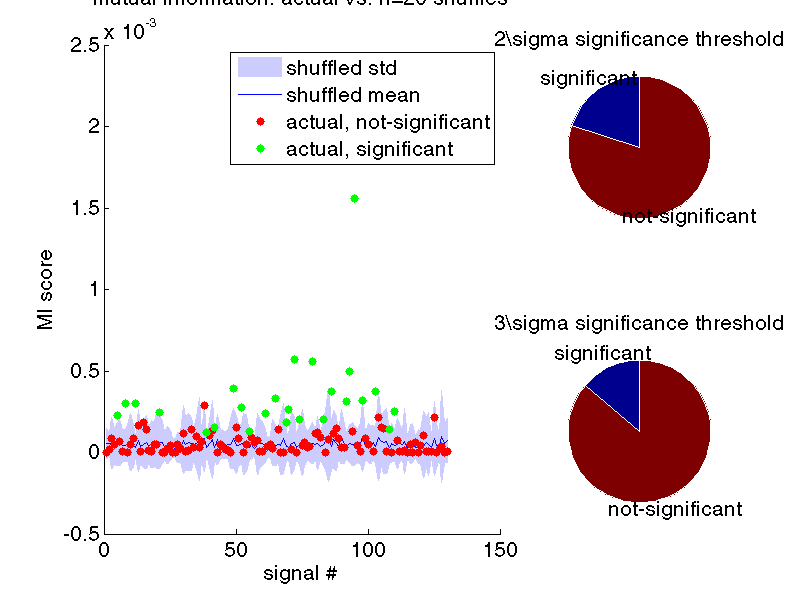 mutual information: actual vs. n=20 shuffles
x 10^-3
2.5
2
1.5
1
0.5
0
-0.5
0
50
100
150
MI score
signal #
shuffled std
shuffled mean
actual, not-significant
actual, significant
2\sigma significance threshold
significant
not-significant
3\sigma significance threshold
significant
not-significant